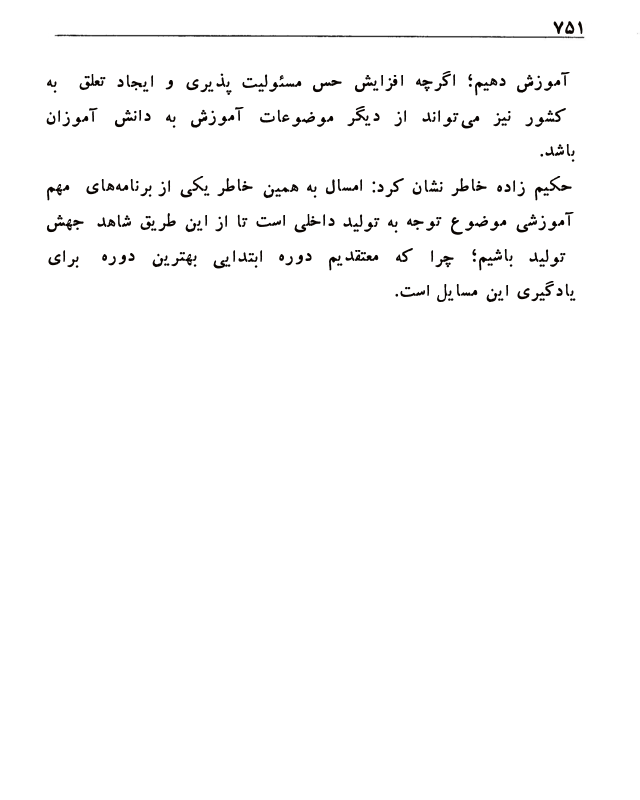 ۷۵۱
آموزش دهیم؛ اگرچه افزایش حس مسئولیت پذیری و ایجاد تعلق به
کشور نیز می‌تواند از دیگر موضوعات آموزش به دانش آموزان
باشد.
حکیم زاده خاطر نشان کرد: امسال به همین خاطر یکی از برنامه‌های مهم
آموزشی موضوع توجه به تولید داخلی است تا از این طریق شاهد جهش
تولید باشیم؛ چرا که معتقدیم دوره ابتدایی بهترین دوره برای
یادگیری این مسایل است.